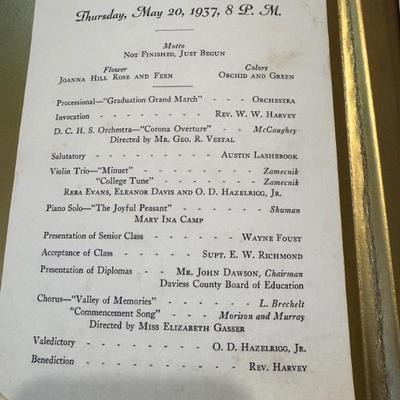 Thursday, May 20, 1937, 8 P. M.
Motto
Not Finished, Just Begun
Flower Colors
Joanna Hill Rose and Fern Orchid and Green
Processional—"Graduation Grand March" - - - Orchestra
Invocation - - - - - - - - Rev. W. W. Harvey
D. C. H. S. Orchestra—"Corona Overture" - - McCaughey
Directed by Mr. Geo. R. Vestal
Salutatory - - - - - - - - Austin Lashbrook
Violin Trio—"Minuet" - - - - - - Zamecnik
"College Tune" - - - - - Zamecnik
Reba Evans, Eleanor Davis and O. D. Hazelrigg, Jr.
Piano Solo—"The Joyful Peasant" - - - - Shuman
Mary Ina Camp
Presentation of Senior Class - - - - Wayne Foust
Acceptance of Class - - - - Supt. E. W. Richmond
Presentation of Diplomas - - Mr. John Dawson, Chairman
Daviess County Board of Education
Chorus—"Valley of Memories" - - - - L. Brechelt
"Commencement Song" - - - Morison and Murray
Directed by Miss Elizabeth Gasser
Valedictory - - - - - - - O. D. Hazelrigg, Jr.
Benediction - - - - - - - - Rev. Harvey